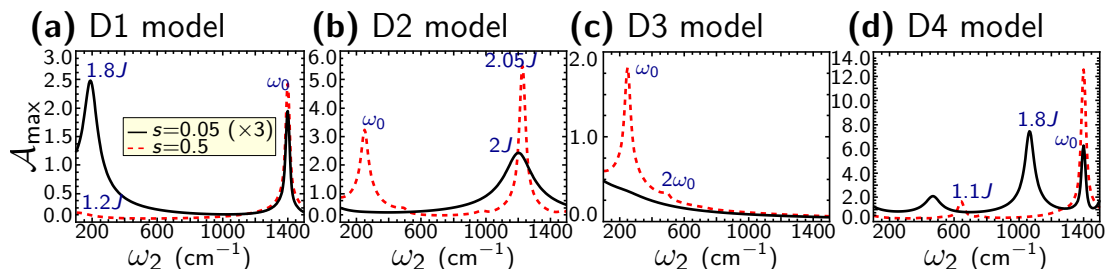 (a) D1 model
(b) D2 model
(c) D3 model
(d) D4 model
𝒜max
3.0
2.5
2.0
1.5
1.0
0.5
0.0
1.8J
ω0
s=0.05 (×3)
s=0.5
1.2J
200 600 1000 1400
ω2 (cm−1)
6.0
5.0
4.0
3.0
2.0
1.0
0.0
2.05J
ω0
2J
200 600 1000 1400
ω2 (cm−1)
2.0
1.0
0.0
ω0
2ω0
200 600 1000 1400
ω2 (cm−1)
14.0
12.0
10.0
8.0
6.0
4.0
2.0
0.0
1.8J
ω0
1.1J
200 600 1000 1400
ω2 (cm−1)